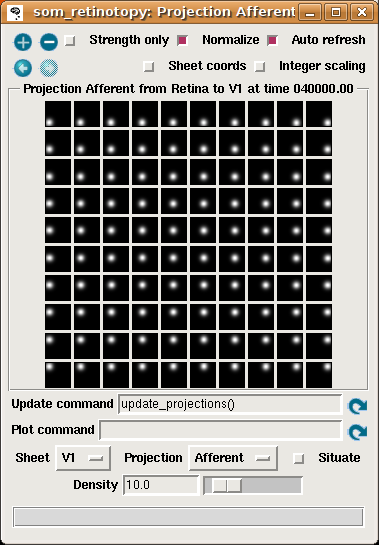 som_retinotopy: Projection Afferent
Strength only Normalize Auto refresh
Sheet coords Integer scaling
Projection Afferent from Retina to V1 at time 040000.00
Update command update_projections()
Plot command
Sheet V1 Projection Afferent Situate
Density 10.0